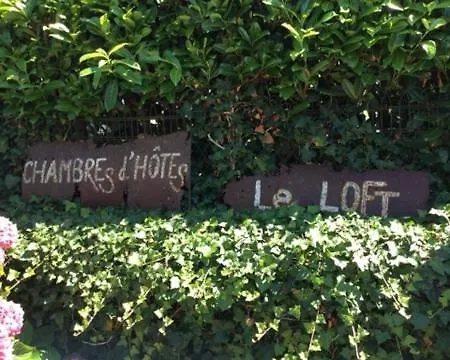 CHAMBRES d'HÔTES
Le LOFT